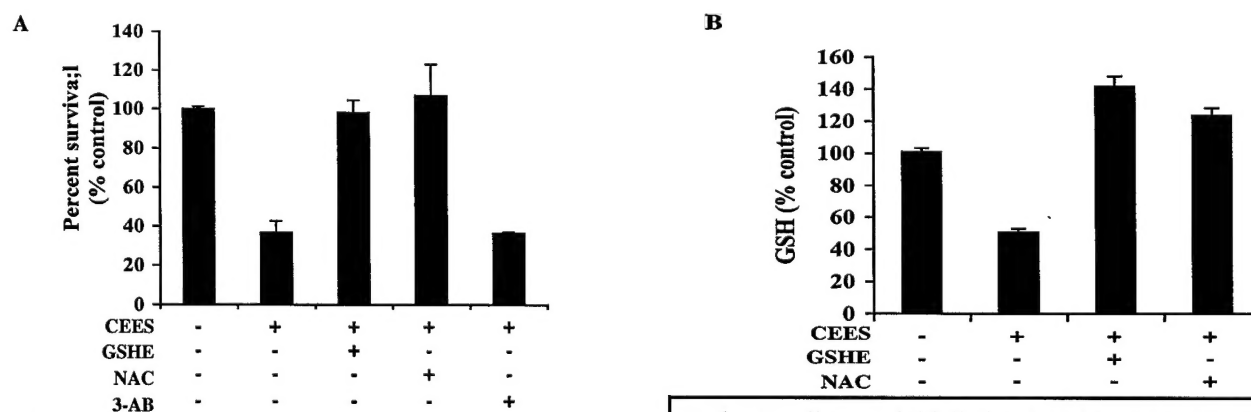 A
Percent surviva;l
(% control)
140
120
100
80
60
40
20
0
CEES - + + + +
GSHE - - + - -
NAC - - - + -
3-AB - - - - +
B
GSH (% control)
160
140
120
100
80
60
40
20
0
CEES - + + +
GSHE - - + -
NAC - - - +